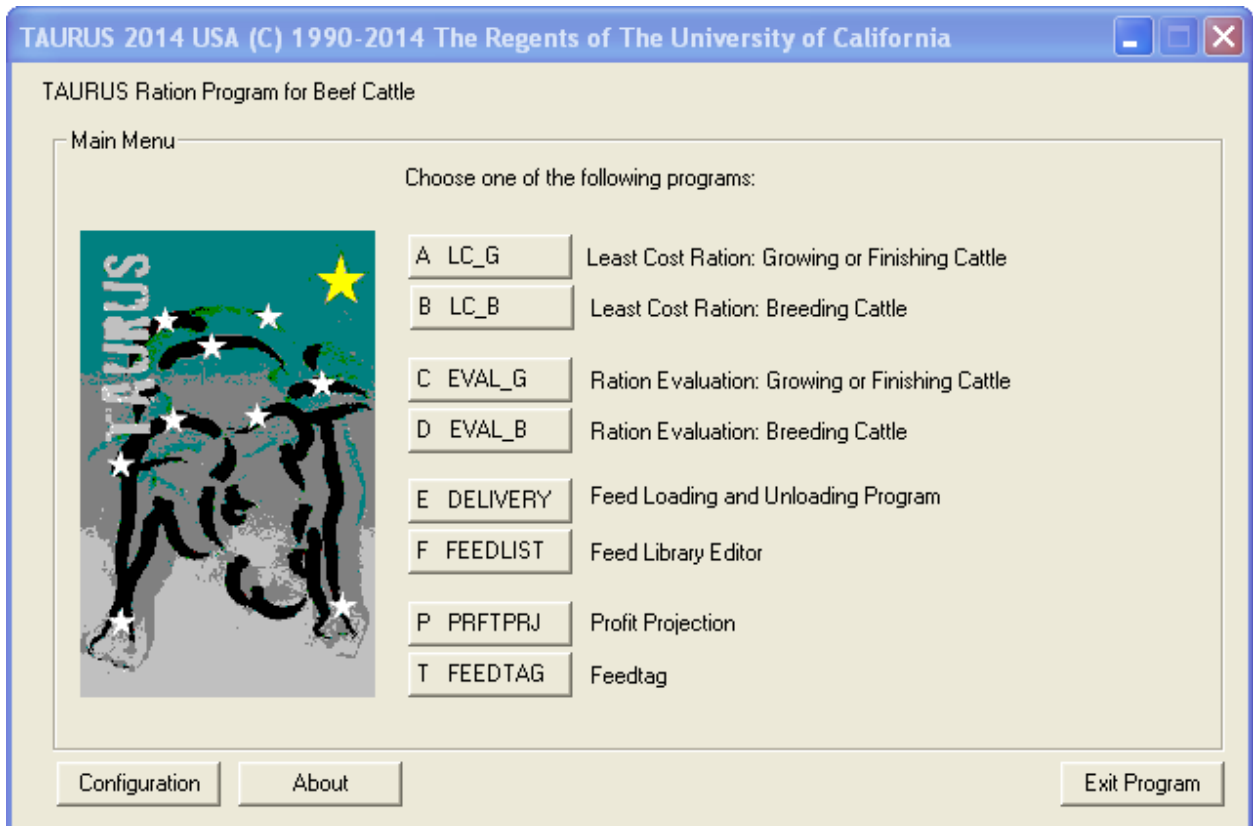 TAURUS 2014 USA (C) 1990-2014 The Regents of The University of California
TAURUS Ration Program for Beef Cattle
Main Menu
Choose one of the following programs:
TAURUS
A LC_G Least Cost Ration: Growing or Finishing Cattle
B LC_B Least Cost Ration: Breeding Cattle
C EVAL_G Ration Evaluation: Growing or Finishing Cattle
D EVAL_B Ration Evaluation: Breeding Cattle
E DELIVERY Feed Loading and Unloading Program
F FEEDLIST Feed Library Editor
P PRFTPRJ Profit Projection
T FEEDTAG Feedtag
Configuration About Exit Program